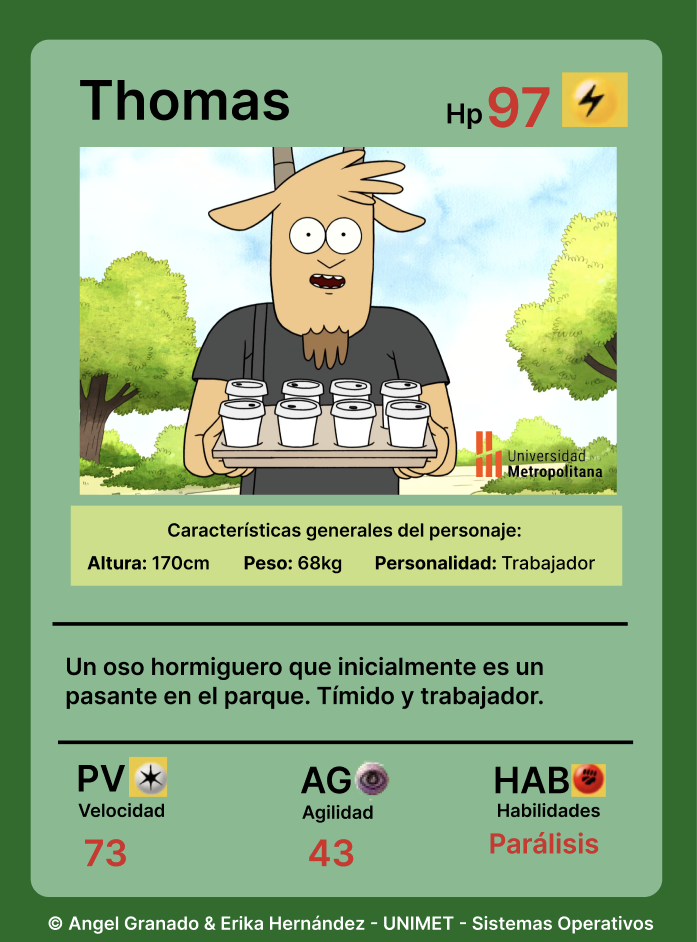 Thomas
Hp 97
Universidad
Metropolitana
Características generales del personaje:
Altura: 170cm Peso: 68kg Personalidad: Trabajador
Un oso hormiguero que inicialmente es un
pasante en el parque. Tímido y trabajador.
PV AG HAB
Velocidad Agilidad Habilidades
73 43 Parálisis
© Angel Granado & Erika Hernández - UNIMET - Sistemas Operativos